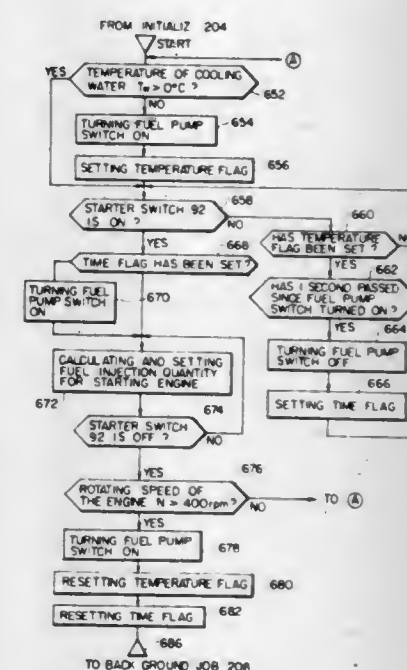 FROM INITIALIZ 204
START
A
YES
TEMPERATURE OF COOLING
WATER Tw > 0°C ?
652
NO
TURNING FUEL PUMP
SWITCH ON
654
SETTING TEMPERATURE FLAG
656
658
STARTER SWITCH 92
IS ON ?
NO
YES
660
HAS TEMPERATURE
FLAG BEEN SET ?
YES
668
TIME FLAG HAS BEEN SET ?
662
HAS 1 SECOND PASSED
SINCE FUEL PUMP
SWITCH TURNED ON ?
YES
664
TURNING FUEL
PUMP SWITCH
ON
670
TURNING FUEL PUMP
SWITCH OFF
666
SETTING TIME FLAG
CALCULATING AND SETTING
FUEL INJECTION QUANTITY
FOR STARTING ENGINE
672
674
STARTER SWITCH
92 IS OFF ?
NO
YES
676
ROTATING SPEED OF
THE ENGINE N > 400rpm ?
NO
TO A
YES
TURNING FUEL PUMP
SWITCH ON
678
RESETTING TEMPERATURE FLAG
680
RESETTING TIME FLAG
682
686
TO BACK GROUND JOB 208